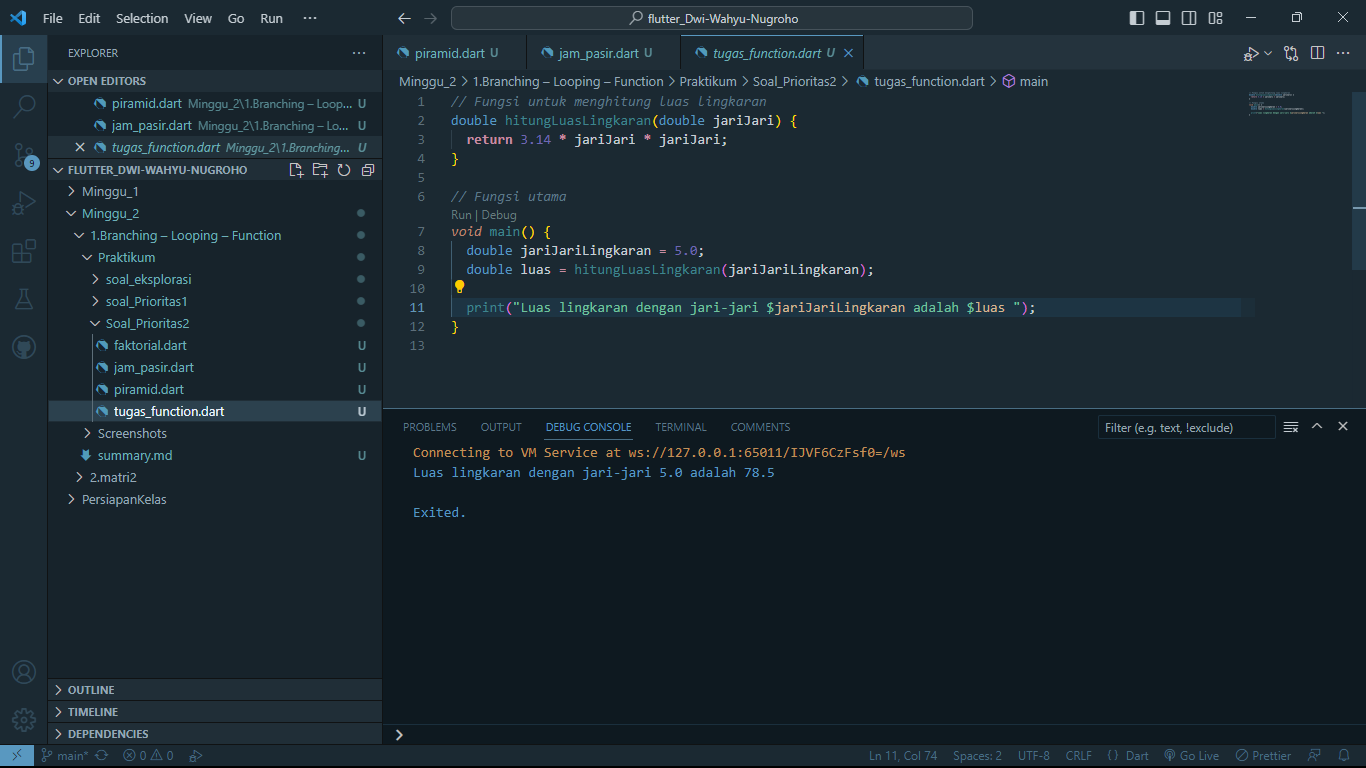 File Edit Selection View Go Run ···
flutter_Dwi-Wahyu-Nugroho
EXPLORER ···
OPEN EDITORS
piramid.dart Minggu_2\1.Branching – Loop... U
jam_pasir.dart Minggu_2\1.Branching – Lo... U
tugas_function.dart Minggu_2\1.Branching... U
FLUTTER_DWI-WAHYU-NUGROHO
Minggu_1
Minggu_2
1.Branching – Looping – Function
Praktikum
soal_eksplorasi
soal_Prioritas1
Soal_Prioritas2
faktorial.dart U
jam_pasir.dart U
piramid.dart U
tugas_function.dart U
Screenshots
summary.md U
2.matri2
PersiapanKelas
OUTLINE
TIMELINE
DEPENDENCIES
9
piramid.dart U jam_pasir.dart U tugas_function.dart U
Minggu_2 > 1.Branching – Looping – Function > Praktikum > Soal_Prioritas2 > tugas_function.dart > main
1 // Fungsi untuk menghitung luas lingkaran
2 double hitungLuasLingkaran(double jariJari) {
3 return 3.14 * jariJari * jariJari;
4 }
5
6 // Fungsi utama
Run | Debug
7 void main() {
8 double jariJariLingkaran = 5.0;
9 double luas = hitungLuasLingkaran(jariJariLingkaran);
10
11 print("Luas lingkaran dengan jari-jari $jariJariLingkaran adalah $luas ");
12 }
13
PROBLEMS OUTPUT DEBUG CONSOLE TERMINAL COMMENTS
Filter (e.g. text, !exclude)
Connecting to VM Service at ws://127.0.0.1:65011/IJVF6CzFsf0=/ws
Luas lingkaran dengan jari-jari 5.0 adalah 78.5
Exited.
main* 0 0
Ln 11, Col 74 Spaces: 2 UTF-8 CRLF {} Dart Go Live Prettier